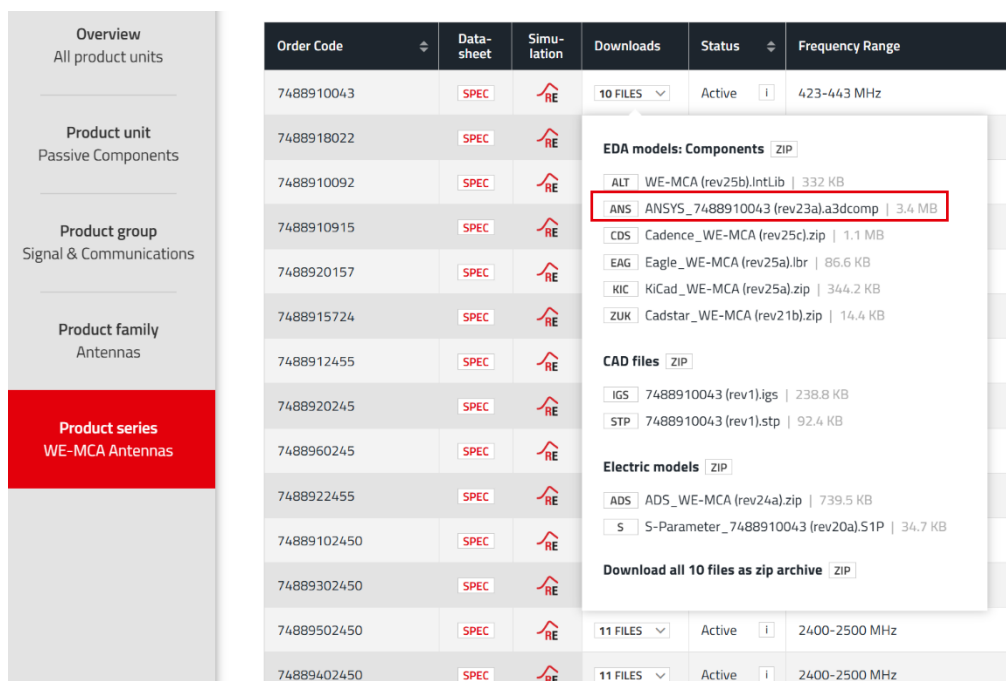 Overview
All product units
Product unit
Passive Components
Product group
Signal & Communications
Product family
Antennas
Product series
WE-MCA Antennas
Order Code Data-sheet Simu-lation Downloads Status Frequency Range
7488910043 SPEC RE 10 FILES Active i 423-443 MHz
7488918022 SPEC RE
7488910092 SPEC RE
7488910915 SPEC RE
7488920157 SPEC RE
7488915724 SPEC RE
7488912455 SPEC RE
7488920245 SPEC RE
7488960245 SPEC RE
7488922455 SPEC RE
74889102450 SPEC RE
74889302450 SPEC RE
74889502450 SPEC RE 11 FILES Active i 2400-2500 MHz
74889402450 SPEC RE 11 FILES Active i 2400-2500 MHz
EDA models: Components ZIP
ALT WE-MCA (rev25b).IntLib | 332 KB
ANS ANSYS_7488910043 (rev23a).a3dcomp | 3.4 MB
CDS Cadence_WE-MCA (rev25c).zip | 1.1 MB
EAG Eagle_WE-MCA (rev25a).lbr | 86.6 KB
KIC KiCad_WE-MCA (rev25a).zip | 344.2 KB
ZUK Cadstar_WE-MCA (rev21b).zip | 14.4 KB
CAD files ZIP
IGS 7488910043 (rev1).igs | 238.8 KB
STP 7488910043 (rev1).stp | 92.4 KB
Electric models ZIP
ADS ADS_WE-MCA (rev24a).zip | 739.5 KB
S S-Parameter_7488910043 (rev20a).S1P | 34.7 KB
Download all 10 files as zip archive ZIP